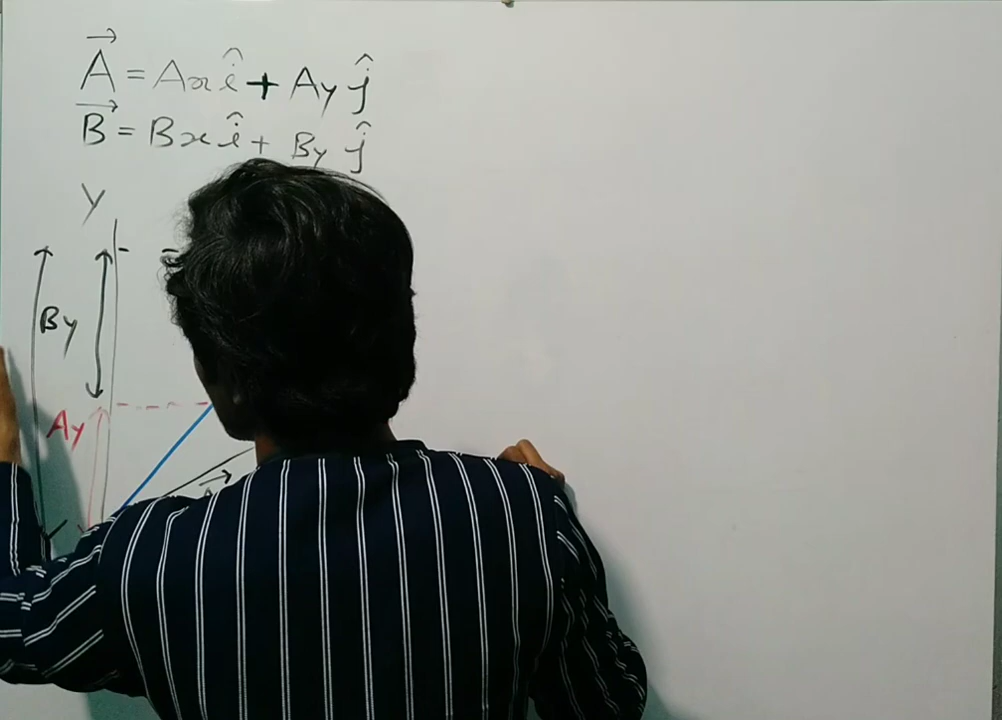 A⃗ = Ax î + Ay ĵ
B⃗ = Bx î + By ĵ
Y
By
Ay